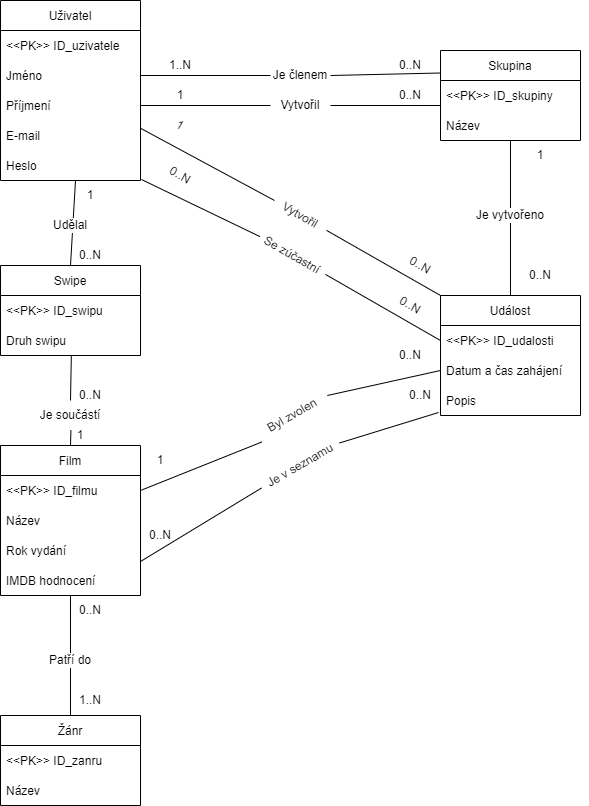 Uživatel
<<PK>> ID_uzivatele
Jméno
Příjmení
E-mail
Heslo
1..N
Je členem
0..N
1
Vytvořil
0..N
Skupina
<<PK>> ID_skupiny
Název
1
Vytvořil
0..N
0..N
Se zúčastní
0..N
1
Je vytvořeno
0..N
1
Udělal
0..N
Swipe
<<PK>> ID_swipu
Druh swipu
Událost
<<PK>> ID_udalosti
Datum a čas zahájení
Popis
0..N
Je součástí
1
0..N
Byl zvolen
1
0..N
Je v seznamu
0..N
Film
<<PK>> ID_filmu
Název
Rok vydání
IMDB hodnocení
0..N
Patří do
1..N
Žánr
<<PK>> ID_zanru
Název